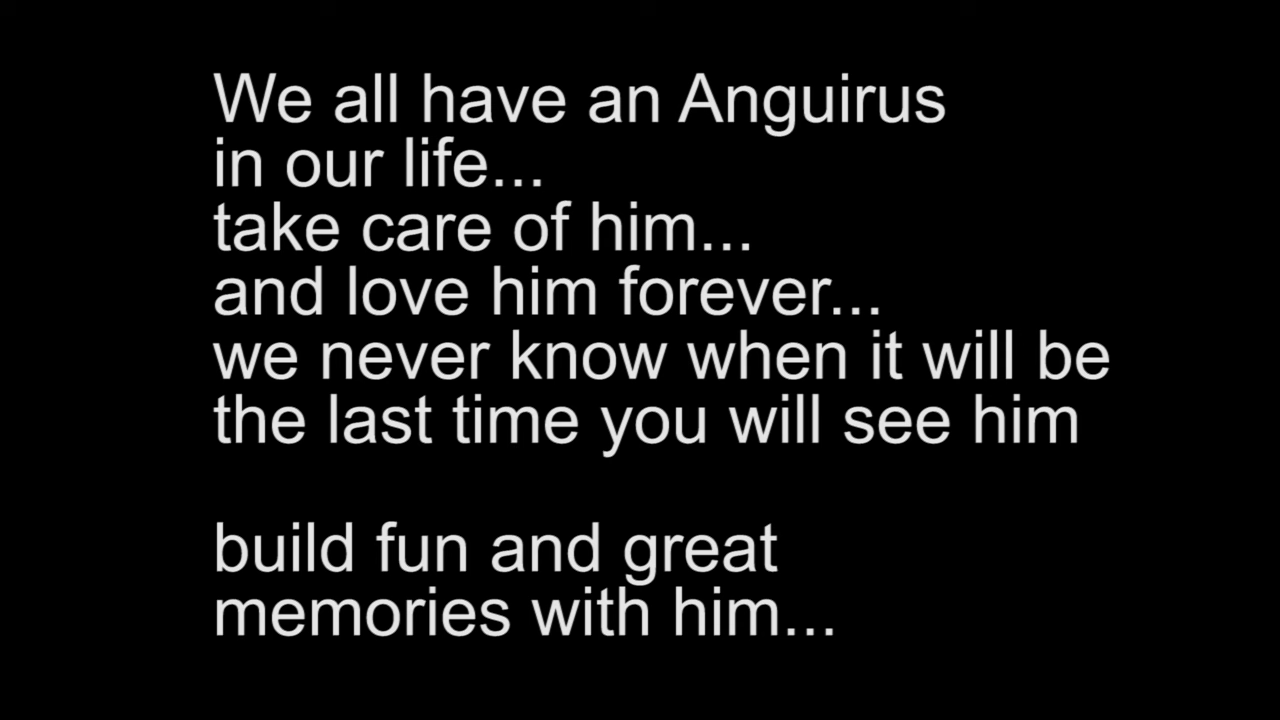 We all have an Anguirus
in our life...
take care of him...
and love him forever...
we never know when it will be
the last time you will see him
build fun and great
memories with him...